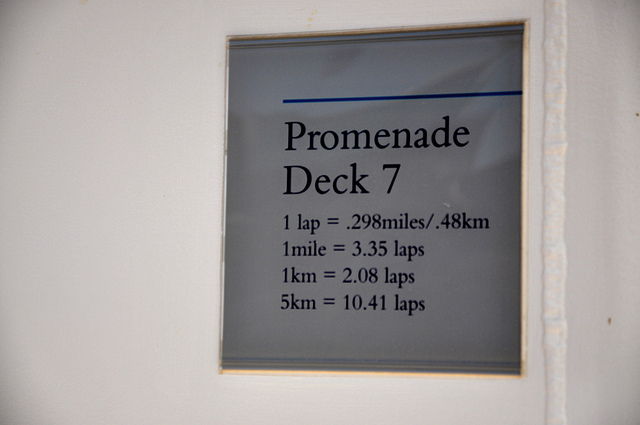 Promenade
Deck 7
1 lap = .298miles/.48km
1mile = 3.35 laps
1km = 2.08 laps
5km = 10.41 laps